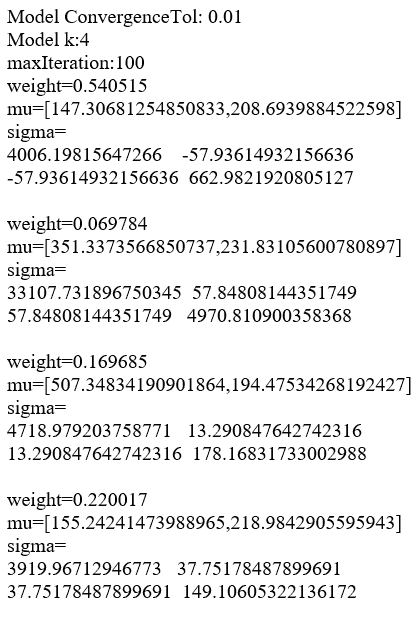 Model ConvergenceTol: 0.01
Model k:4
maxIteration:100
weight=0.540515
mu=[147.30681254850833,208.6939884522598]
sigma=
4006.19815647266 -57.93614932156636
-57.93614932156636 662.9821920805127
weight=0.069784
mu=[351.3373566850737,231.83105600780897]
sigma=
33107.731896750345 57.84808144351749
57.84808144351749 4970.810900358368
weight=0.169685
mu=[507.34834190901864,194.47534268192427]
sigma=
4718.979203758771 13.290847642742316
13.290847642742316 178.16831733002988
weight=0.220017
mu=[155.24241473988965,218.9842905595943]
sigma=
3919.96712946773 37.75178487899691
37.75178487899691 149.10605322136172